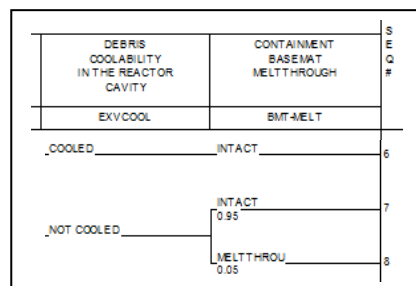 DEBRIS
COOLABILITY
IN THE REACTOR
CAVITY
CONTAINMENT
BASEMAT
MELTTHROUGH
S
E
Q
#
EXVCOOL
BMT-MELT
COOLED
INTACT
6
INTACT
0.95
7
NOT COOLED
MELTTHROU
0.05
8